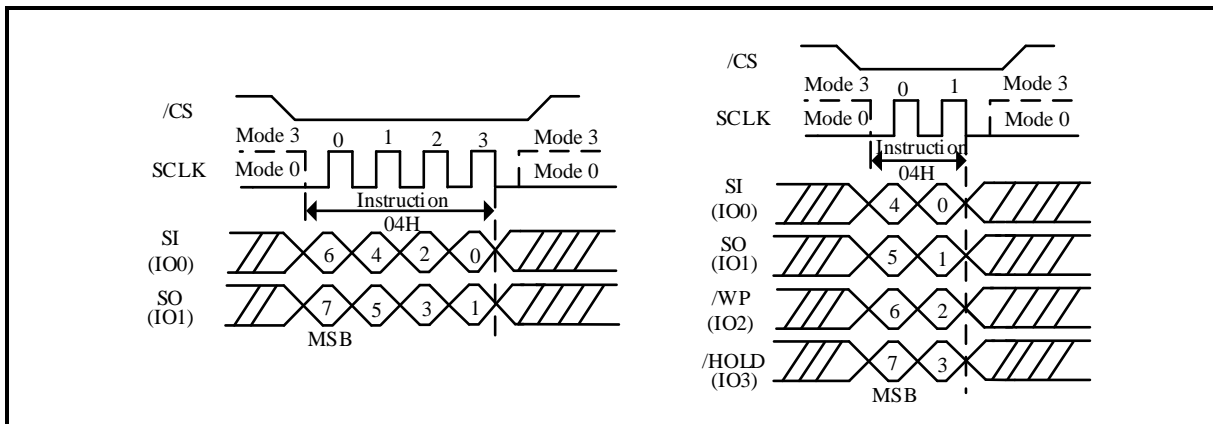 /CS
Mode 3 0 1 2 3 Mode 3
SCLK Mode 0 Mode 0
Instruction
04H
SI
(IO0) 6 4 2 0
SO
(IO1) 7 5 3 1
MSB
/CS
Mode 3 0 1 Mode 3
SCLK Mode 0 Mode 0
Instruction
04H
SI
(IO0) 4 0
SO
(IO1) 5 1
/WP
(IO2) 6 2
/HOLD
(IO3) 7 3
MSB